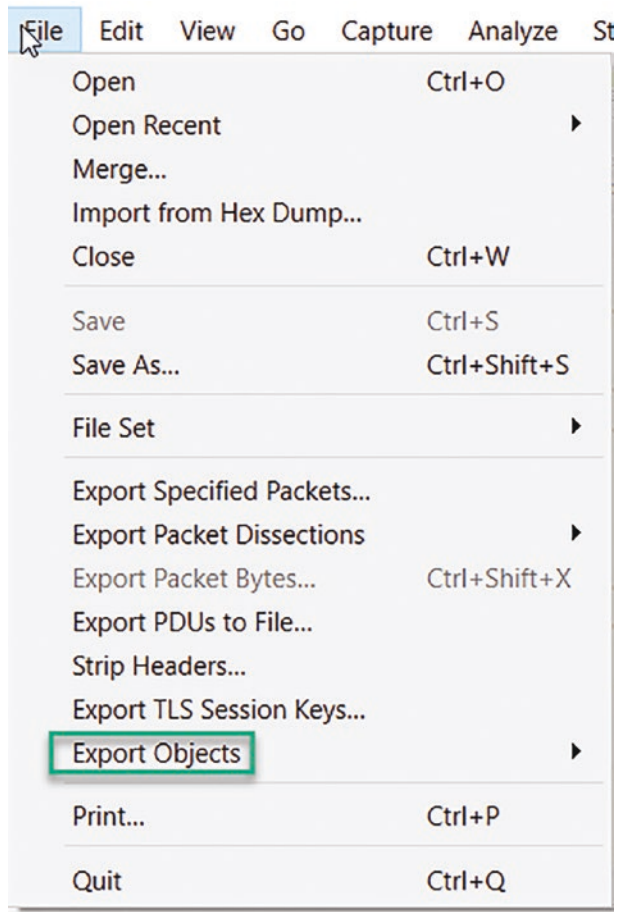 File Edit View Go Capture Analyze St
Open Ctrl+O
Open Recent
Merge...
Import from Hex Dump...
Close Ctrl+W
Save Ctrl+S
Save As... Ctrl+Shift+S
File Set
Export Specified Packets...
Export Packet Dissections
Export Packet Bytes... Ctrl+Shift+X
Export PDUs to File...
Strip Headers...
Export TLS Session Keys...
Export Objects
Print... Ctrl+P
Quit Ctrl+Q